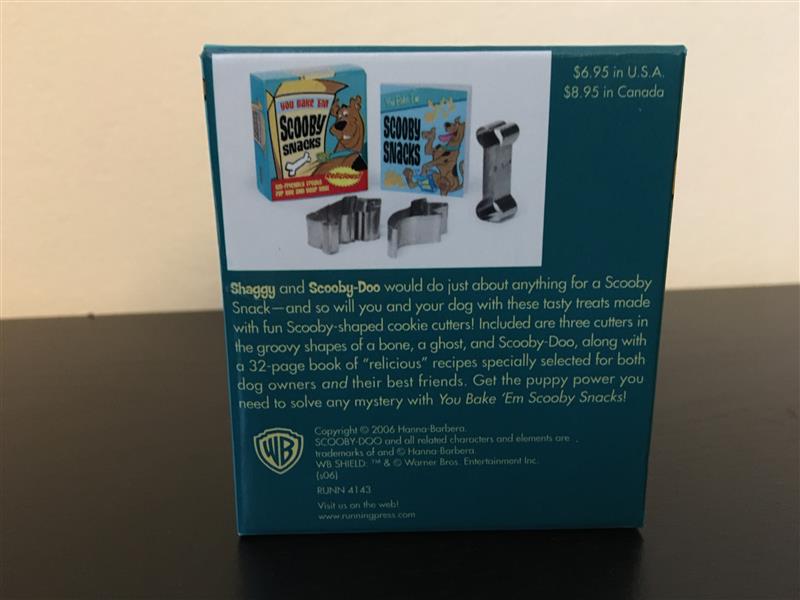 $6.95 in U.S.A.
$8.95 in Canada
YOU BAKE 'EM
SCOOBY
SNACKS
Delicious!
You Bake 'Em
SCOOBY
SNACKS
Shaggy and Scooby-Doo would do just about anything for a Scooby
Snack—and so will you and your dog with these tasty treats made
with fun Scooby-shaped cookie cutters! Included are three cutters in
the groovy shapes of a bone, a ghost, and Scooby-Doo, along with
a 32-page book of “relicious” recipes specially selected for both
dog owners and their best friends. Get the puppy power you
need to solve any mystery with You Bake ’Em Scooby Snacks!
WB
Copyright © 2006 Hanna-Barbera.
SCOOBY-DOO and all related characters and elements are
trademarks of and © Hanna-Barbera.
WB SHIELD: ™ & © Warner Bros. Entertainment Inc.
(s06)
RUNN 4143
Visit us on the web!
www.runningpress.com